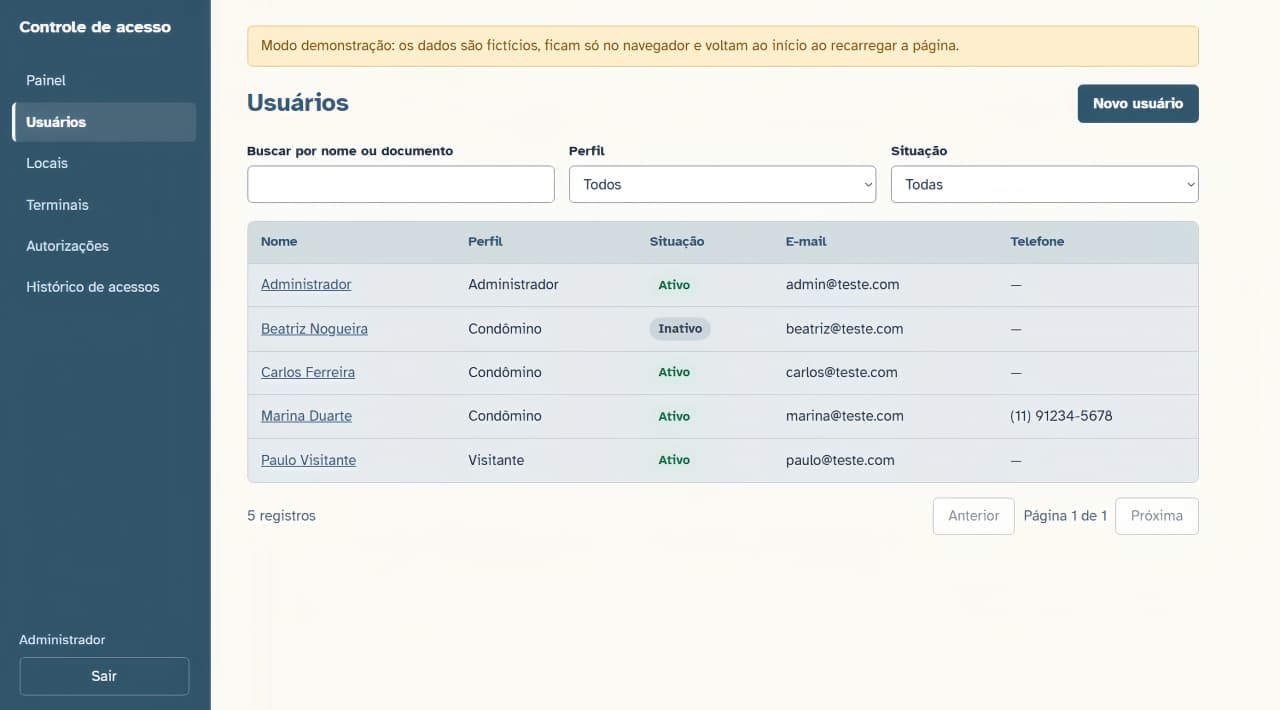 Controle de acesso
Painel
Usuários
Locais
Terminais
Autorizações
Histórico de acessos
Administrador
Sair
Modo demonstração: os dados são fictícios, ficam só no navegador e voltam ao início ao recarregar a página.
Usuários
Novo usuário
Buscar por nome ou documento
Perfil
Todos
Situação
Todas
Nome Perfil Situação E-mail Telefone
Administrador Administrador Ativo admin@teste.com —
Beatriz Nogueira Condômino Inativo beatriz@teste.com —
Carlos Ferreira Condômino Ativo carlos@teste.com —
Marina Duarte Condômino Ativo marina@teste.com (11) 91234-5678
Paulo Visitante Visitante Ativo paulo@teste.com —
5 registros
Anterior Página 1 de 1 Próxima